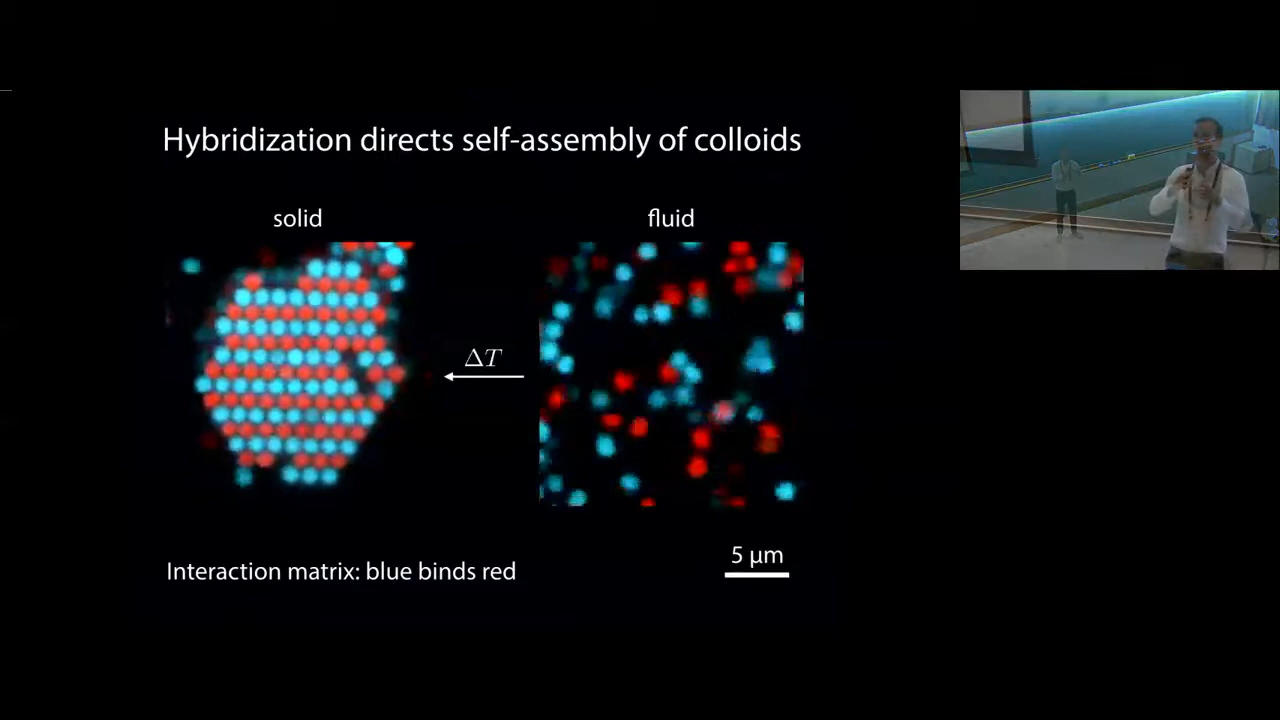 Hybridization directs self-assembly of colloids
solid
fluid
ΔT
5 µm
Interaction matrix: blue binds red